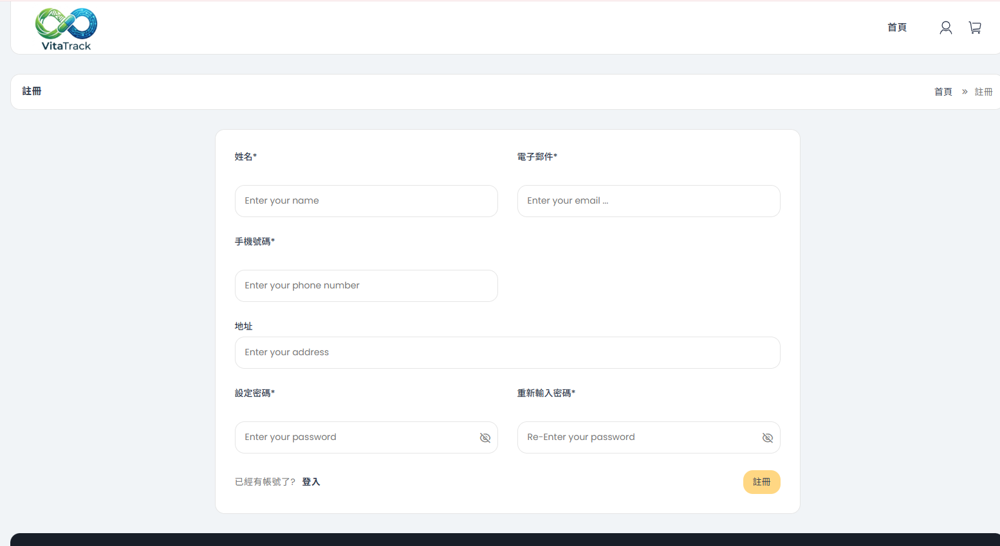 VitaTrack
首頁
註冊
首頁 » 註冊
姓名* 電子郵件*
Enter your name Enter your email ...
手機號碼*
Enter your phone number
地址
Enter your address
設定密碼* 重新輸入密碼*
Enter your password Re-Enter your password
已經有帳號了? 登入 註冊